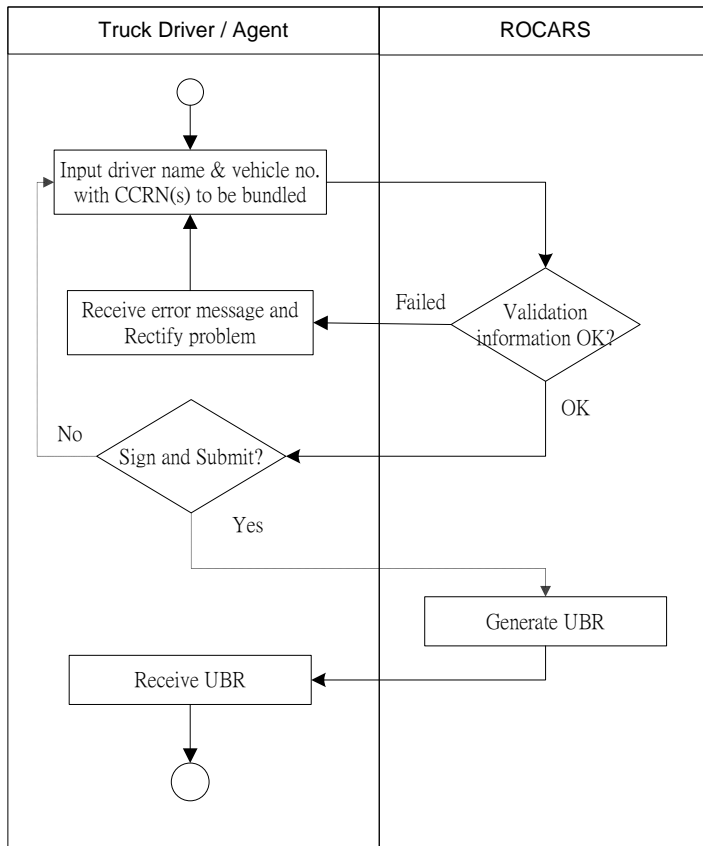 Truck Driver / Agent
ROCARS
Input driver name & vehicle no.
with CCRN(s) to be bundled
Receive error message and
Rectify problem
Failed
Validation
information OK?
OK
No
Sign and Submit?
Yes
Generate UBR
Receive UBR